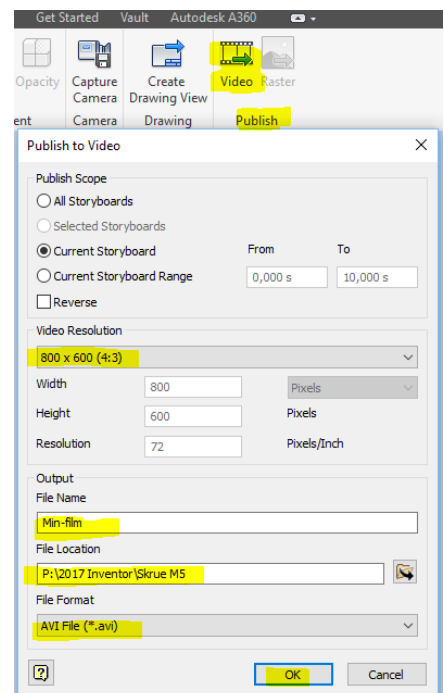 Get Started Vault Autodesk A360
Opacity Capture Camera Create Drawing View Video Raster
ent Camera Drawing Publish
Publish to Video
Publish Scope
All Storyboards
Selected Storyboards
Current Storyboard From To
Current Storyboard Range 0,000 s 10,000 s
Reverse
Video Resolution
800 x 600 (4:3)
Width 800 Pixels
Height 600 Pixels
Resolution 72 Pixels/Inch
Output
File Name
Min-film
File Location
P:\2017 Inventor\Skrue M5
File Format
AVI File (*.avi)
? OK Cancel